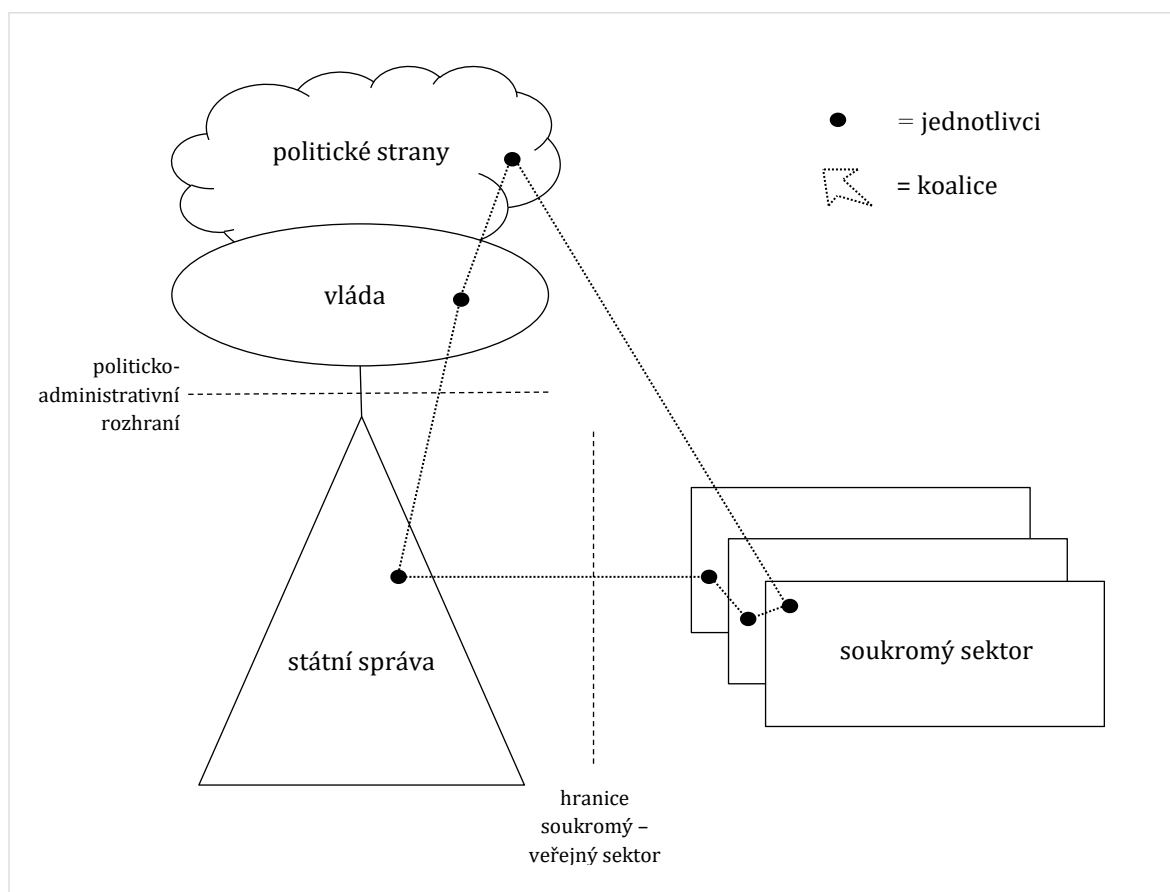 politické strany
= jednotlivci
= koalice
vláda
politicko-
administrativní
rozhraní
státní správa
soukromý sektor
hranice
soukromý –
veřejný sektor